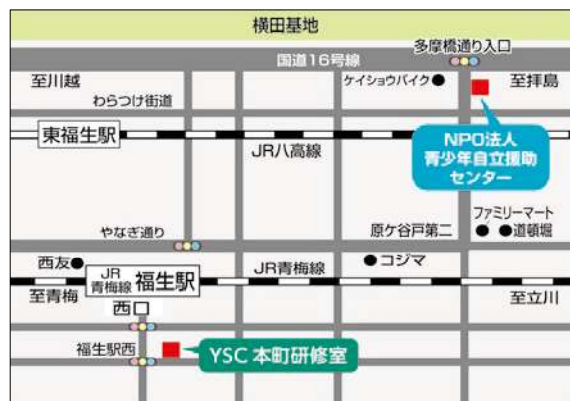 横田基地
多摩橋通り入口
国道16号線
至川越
ケイショウバイク
至拝島
わらつけ街道
NPO法人
青少年自立援助
センター
東福生駅
JR八高線
ファミリーマート
やなぎ通り
原ケ谷戸第二
道頓堀
西友
コジマ
JR
青梅線
福生駅
JR青梅線
至青梅
至立川
西口
福生駅西
YSC 本町研修室